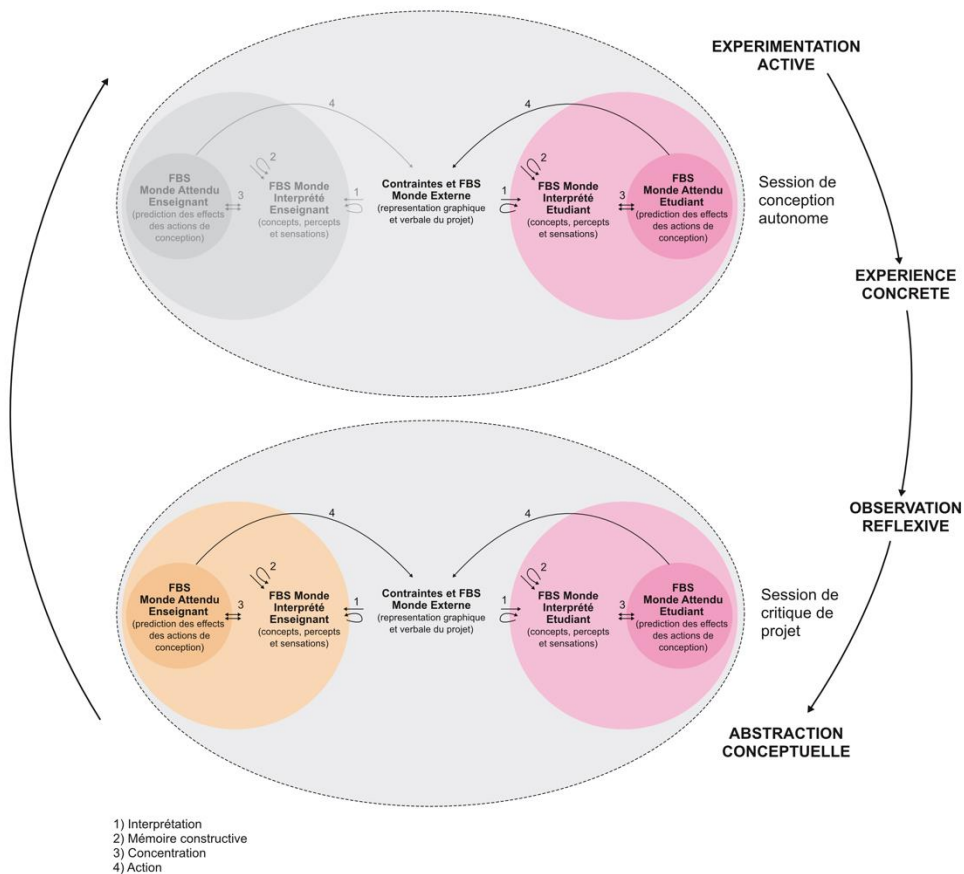 EXPERIMENTATION
ACTIVE
4
4
FBS
Monde Attendu
Enseignant
(prediction des effects
des actions de
conception)
3
2
FBS Monde
Interprété
Enseignant
(concepts, percepts
et sensations)
1
Contraintes et FBS
Monde Externe
(representation graphique
et verbale du projet)
1
2
FBS Monde
Interprété
Etudiant
(concepts, percepts
et sensations)
3
FBS
Monde Attendu
Etudiant
(prediction des effets
des actions de
conception)
Session de
conception
autonome
EXPERIENCE
CONCRETE
OBSERVATION
REFLEXIVE
4
4
FBS
Monde Attendu
Enseignant
(prediction des effects
des actions de
conception)
3
2
FBS Monde
Interprété
Enseignant
(concepts, percepts
et sensations)
1
Contraintes et FBS
Monde Externe
(representation graphique
et verbale du projet)
1
2
FBS Monde
Interprété
Etudiant
(concepts, percepts
et sensations)
3
FBS
Monde Attendu
Etudiant
(prediction des effets
des actions de
conception)
Session de
critique de
projet
ABSTRACTION
CONCEPTUELLE
1) Interprétation
2) Mémoire constructive
3) Concentration
4) Action